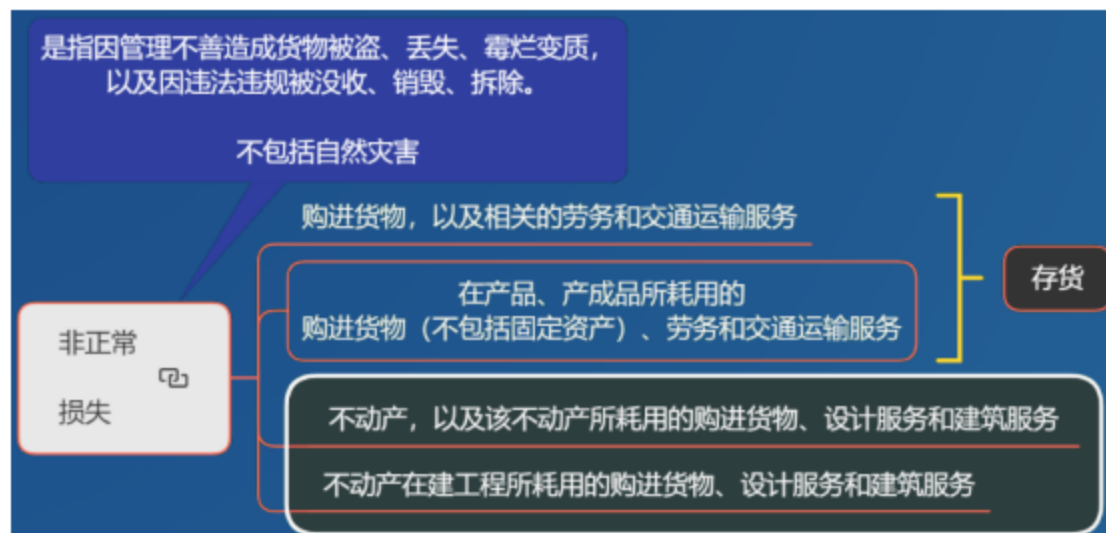 是指因管理不善造成货物被盗、丢失、霉烂变质，
以及因违法违规被没收、销毁、拆除。
不包括自然灾害
购进货物，以及相关的劳务和交通运输服务
存货
在产品、产成品所耗用的
购进货物（不包括固定资产）、劳务和交通运输服务
非正常
损失
不动产，以及该不动产所耗用的购进货物、设计服务和建筑服务
不动产在建工程所耗用的购进货物、设计服务和建筑服务